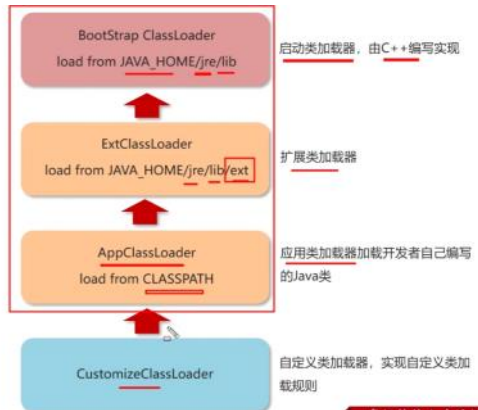 BootStrap ClassLoader
load from JAVA_HOME/jre/lib
启动类加载器，由C++编写实现
ExtClassLoader
load from JAVA_HOME/jre/lib/ext
扩展类加载器
AppClassLoader
load from CLASSPATH
应用类加载器加载开发者自己编写
的Java类
CustomizeClassLoader
自定义类加载器，实现自定义类加
载规则